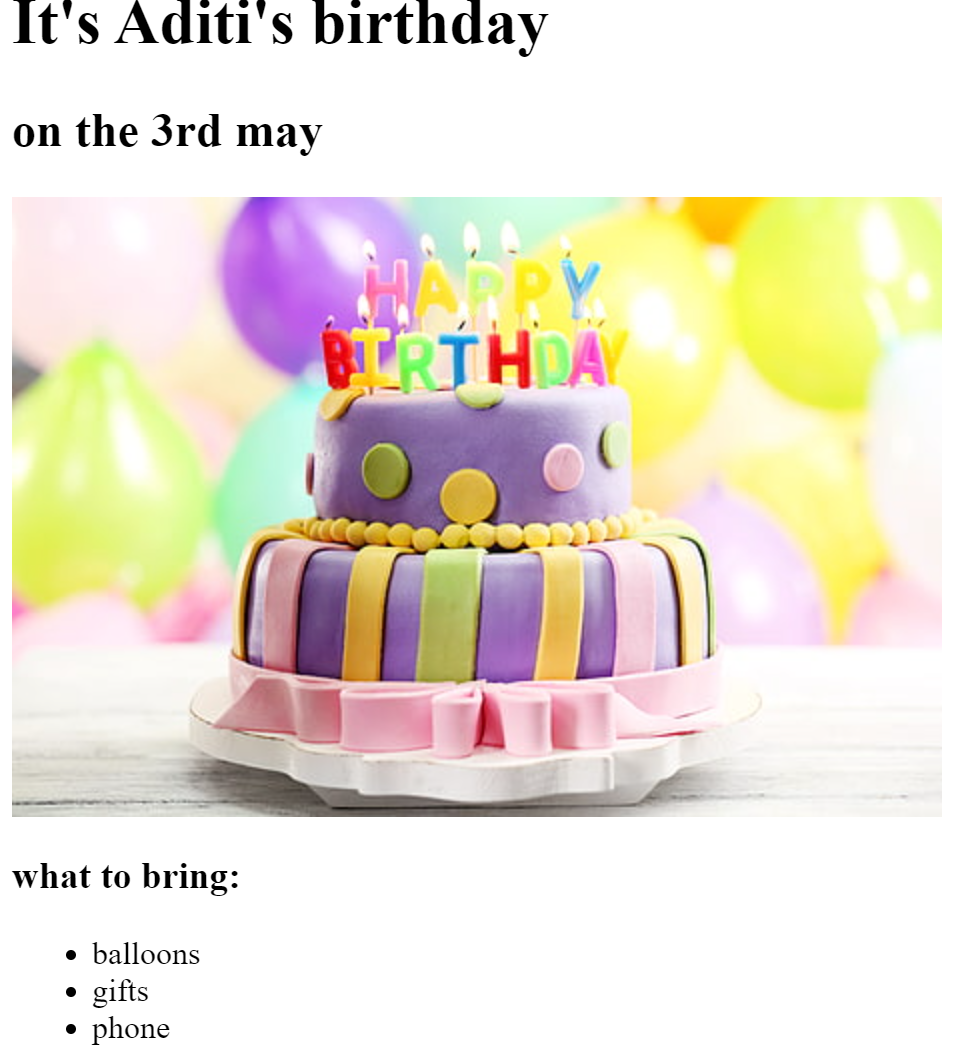 It's Aditi's birthday
on the 3rd may
HAPPY
BIRTHDAY
what to bring:
balloons
gifts
phone